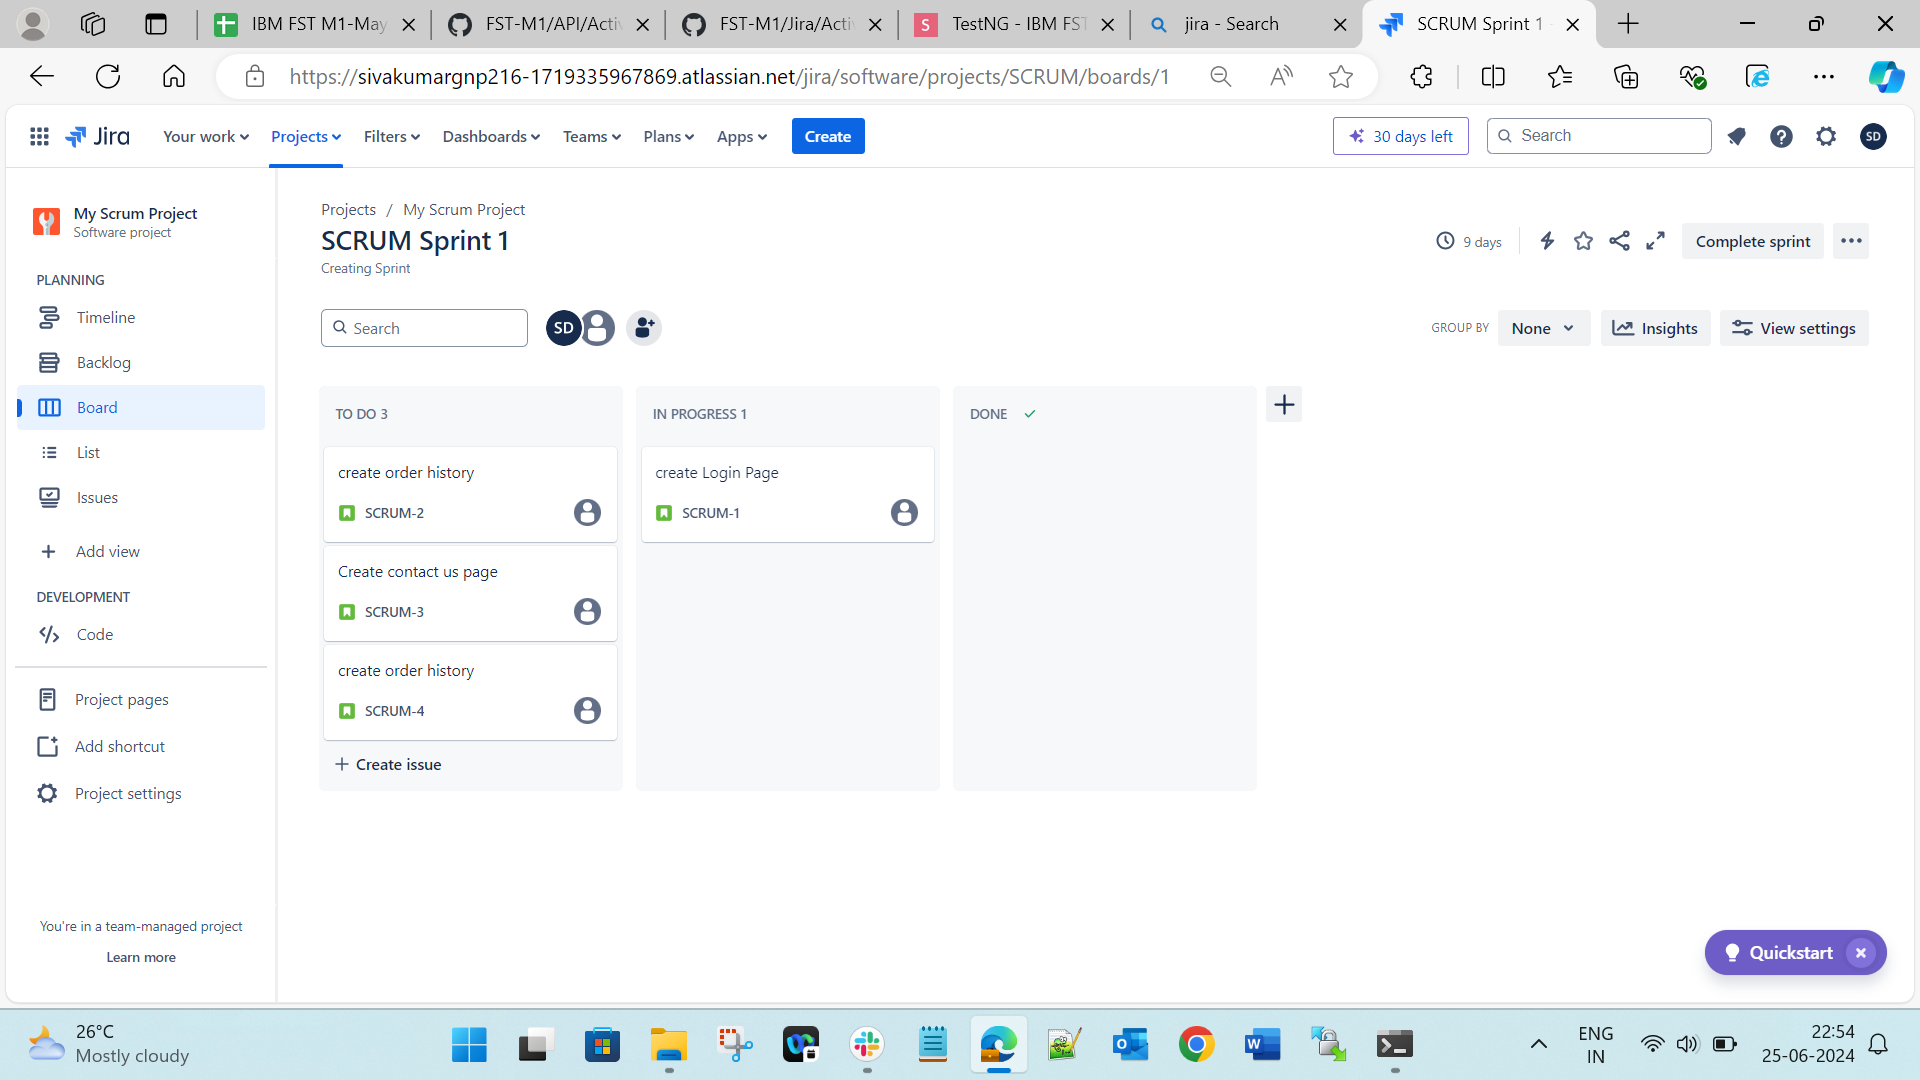 IBM FST M1-May
FST-M1/API/Activ
FST-M1/Jira/Activ
S
TestNG - IBM FST
jira - Search
SCRUM Sprint 1 -
https://sivakumargnp216-1719335967869.atlassian.net/jira/software/projects/SCRUM/boards/1
Jira
Your work
Projects
Filters
Dashboards
Teams
Plans
Apps
Create
30 days left
Search
SD
My Scrum Project
Software project
PLANNING
Timeline
Backlog
Board
List
Issues
Add view
DEVELOPMENT
Code
Project pages
Add shortcut
Project settings
You're in a team-managed project
Learn more
Projects / My Scrum Project
SCRUM Sprint 1
Creating Sprint
9 days
Complete sprint
Search
SD
GROUP BY
None
Insights
View settings
TO DO 3
create order history
SCRUM-2
Create contact us page
SCRUM-3
create order history
SCRUM-4
Create issue
IN PROGRESS 1
create Login Page
SCRUM-1
DONE
Quickstart
26°C
Mostly cloudy
ENG
IN
22:54
25-06-2024